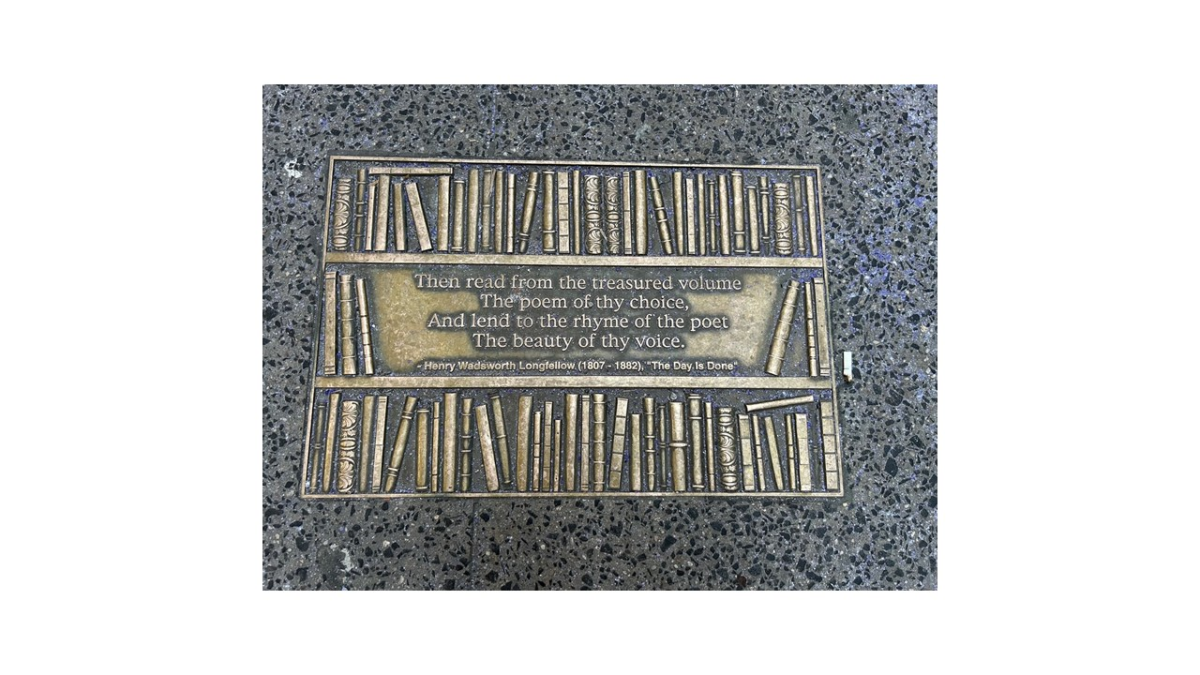 Then read from the treasured volume
The poem of thy choice,
And lend to the rhyme of the poet
The beauty of thy voice.
- Henry Wadsworth Longfellow (1807 - 1882), "The Day Is Done"